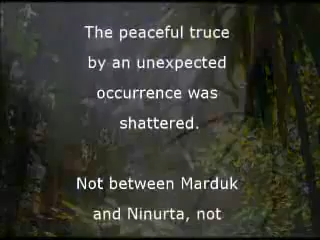 The peaceful truce
by an unexpected
occurrence was
shattered.
Not between Marduk
and Ninurta, not